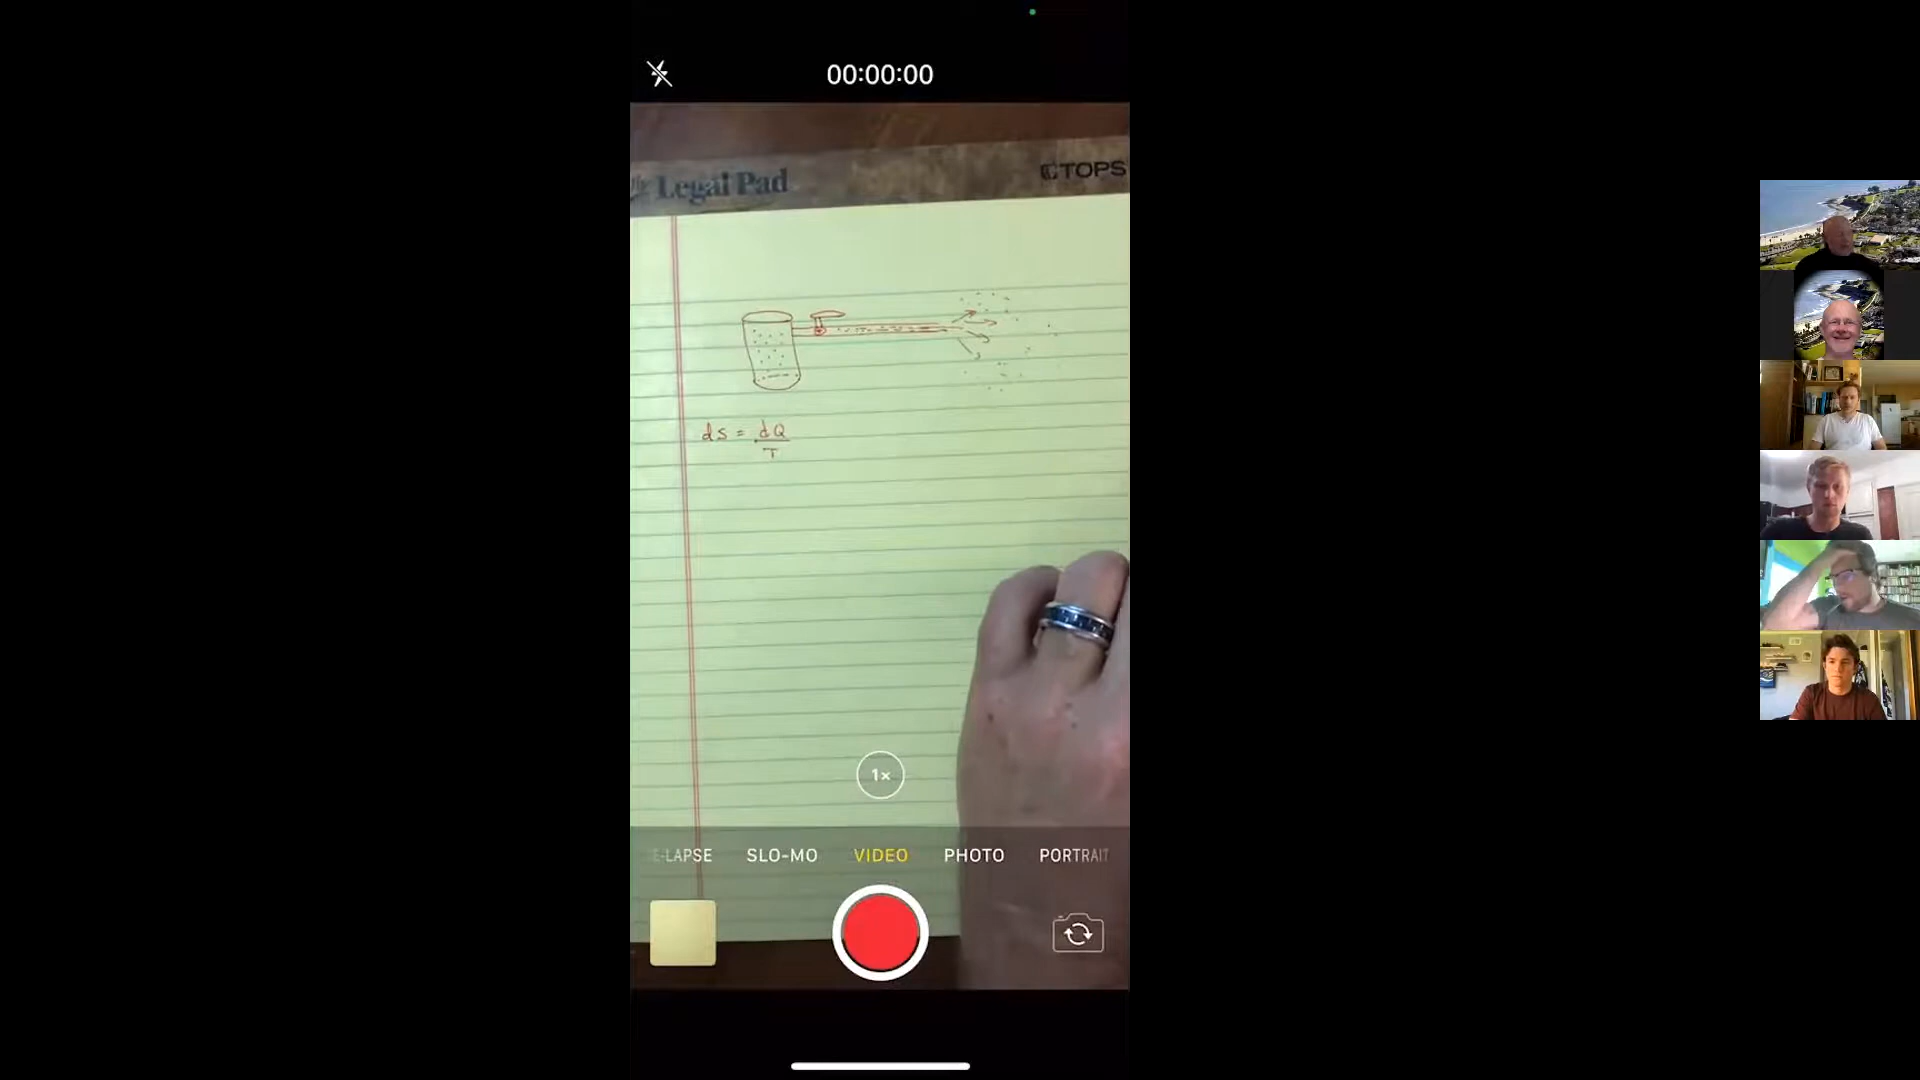 00:00:00
Legal Pad
TOPS
dS = dQ
T
1×
E-LAPSE SLO-MO VIDEO PHOTO PORTRAIT